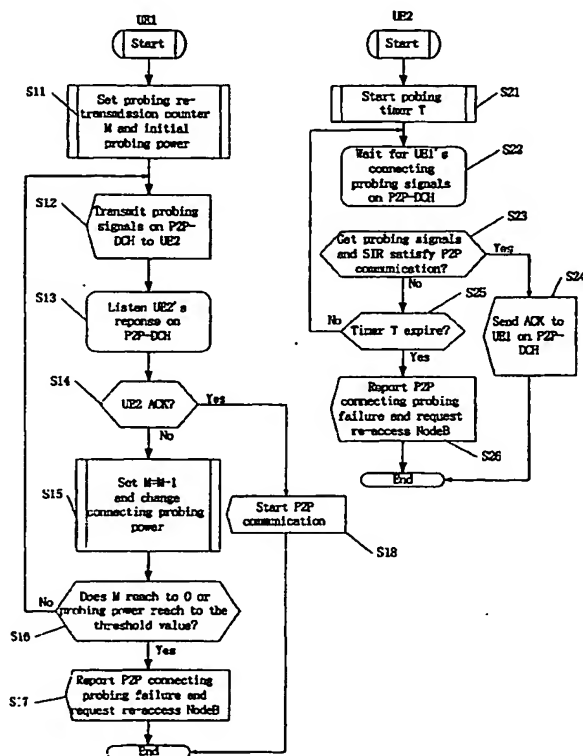 UE1
Start
S11
Set probing re-
transmission counter
M and initial
probing power
S12
Transmit probing
signals on P2P-
DCH to UE2
S13
Listen UE2's
reponse on
P2P-DCH
S14
UE2 ACK?
Yes
No
S15
Set M=M-1
and change
connecting probing
power
Start P2P
communication
S18
No
Does M reach to 0 or
probing power reach to the
threshold value?
S16
Yes
S17
Report P2P connecting
probing failure and
request re-access NodeB
End
UE2
Start
Start pobing
timer T
S21
Wait for UE1's
connecting
probing signals
on P2P-DCH
S22
S23
Get probing signals
and SIR satisfy P2P
communication?
Yes
No
S24
Send ACK to
UE1 on P2P-
DCH
S25
No
Timer T expire?
Yes
Report P2P
connecting probing
failure and request
re-access NodeB
S26
End